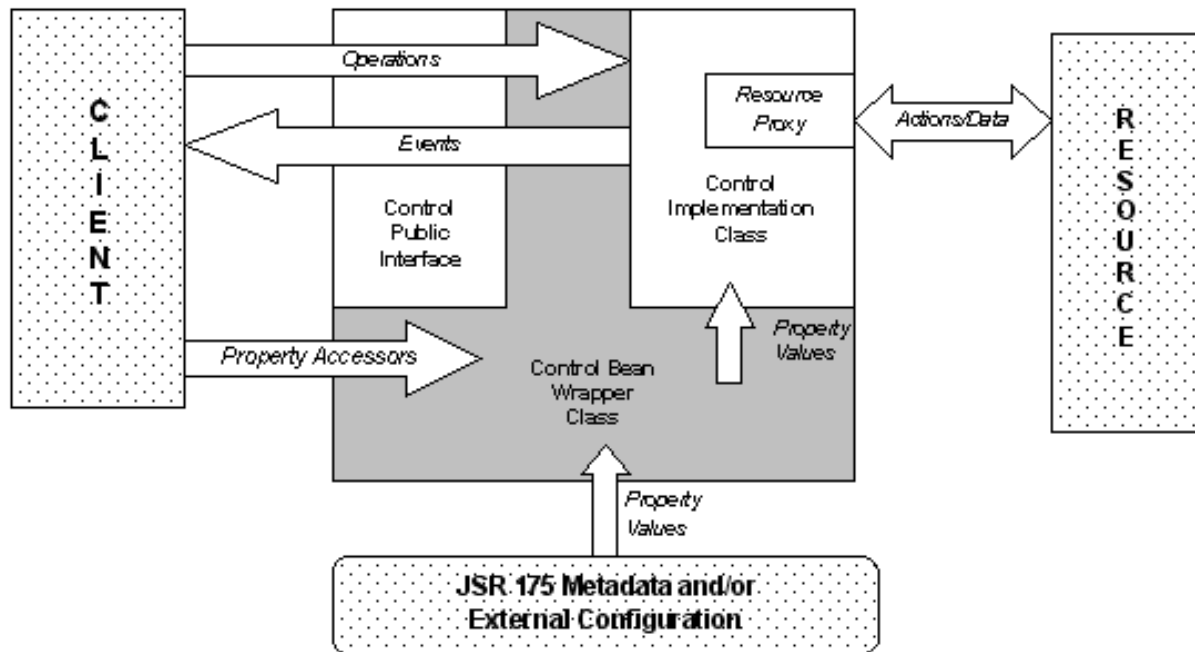 CLIENT
Operations
Events
Control
Public
Interface
Property Accessors
Resource
Proxy
Control
Implementation
Class
Actions/Data
RESOURCE
Property
Values
Control Bean
Wrapper
Class
Property
Values
JSR 175 Metadata and/or
External Configuration